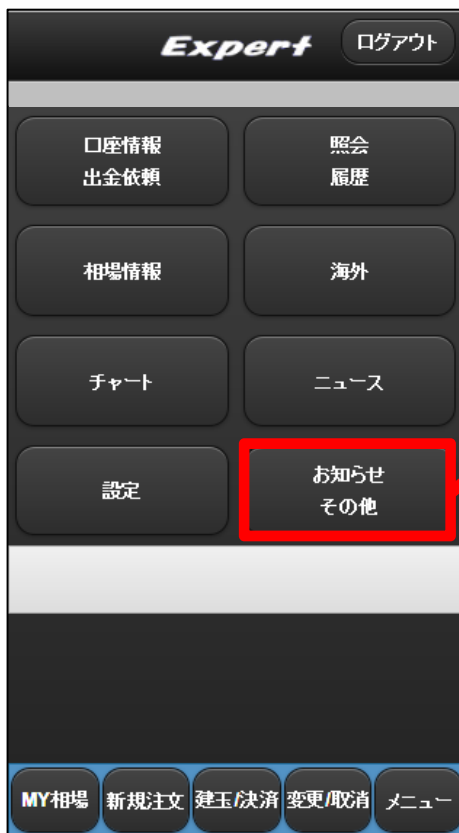 Expert ログアウト
口座情報 照会
出金依頼 履歴
相場情報 海外
チャート ニュース
設定 お知らせ
その他
MY相場 新規注文 建玉/決済 変更/取消 メニュー